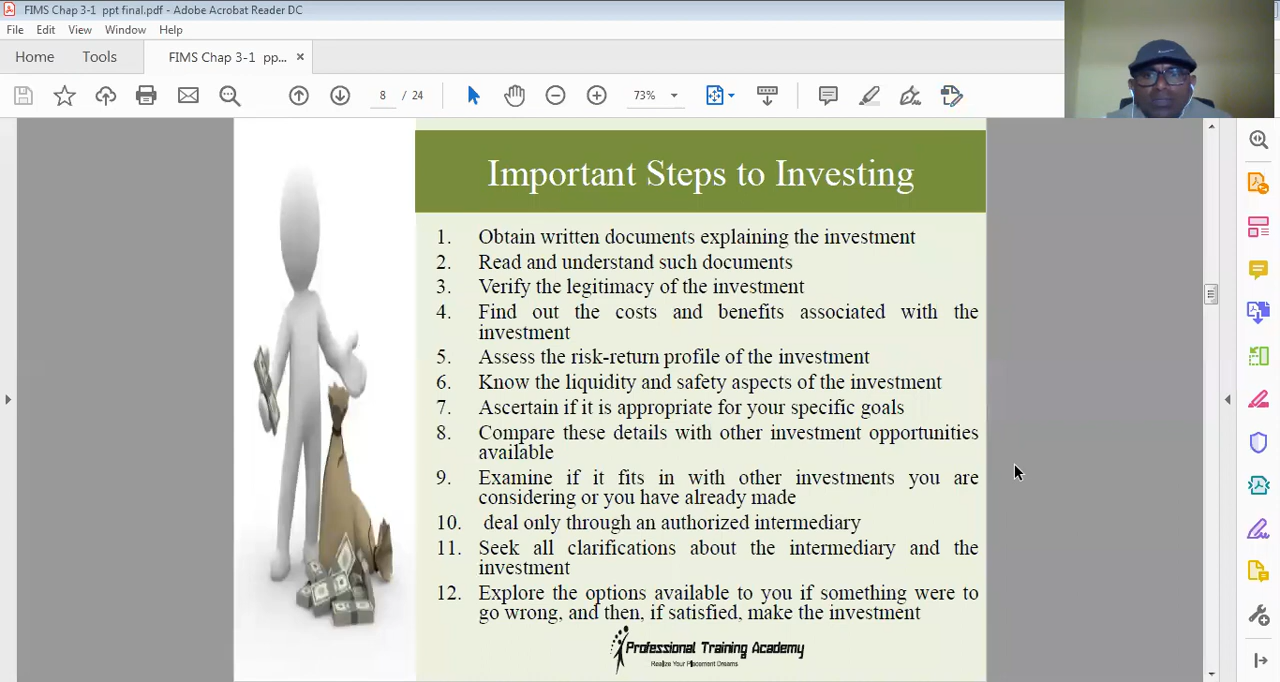 FIMS Chap 3-1 ppt final.pdf - Adobe Acrobat Reader DC
File Edit View Window Help
Home Tools FIMS Chap 3-1 pp... ×
8 / 24 73%
Important Steps to Investing
1. Obtain written documents explaining the investment
2. Read and understand such documents
3. Verify the legitimacy of the investment
4. Find out the costs and benefits associated with the
investment
5. Assess the risk-return profile of the investment
6. Know the liquidity and safety aspects of the investment
7. Ascertain if it is appropriate for your specific goals
8. Compare these details with other investment opportunities
available
9. Examine if it fits in with other investments you are
considering or you have already made
10. deal only through an authorized intermediary
11. Seek all clarifications about the intermediary and the
investment
12. Explore the options available to you if something were to
go wrong, and then, if satisfied, make the investment
Professional Training Academy
Realize Your Placement Dreams